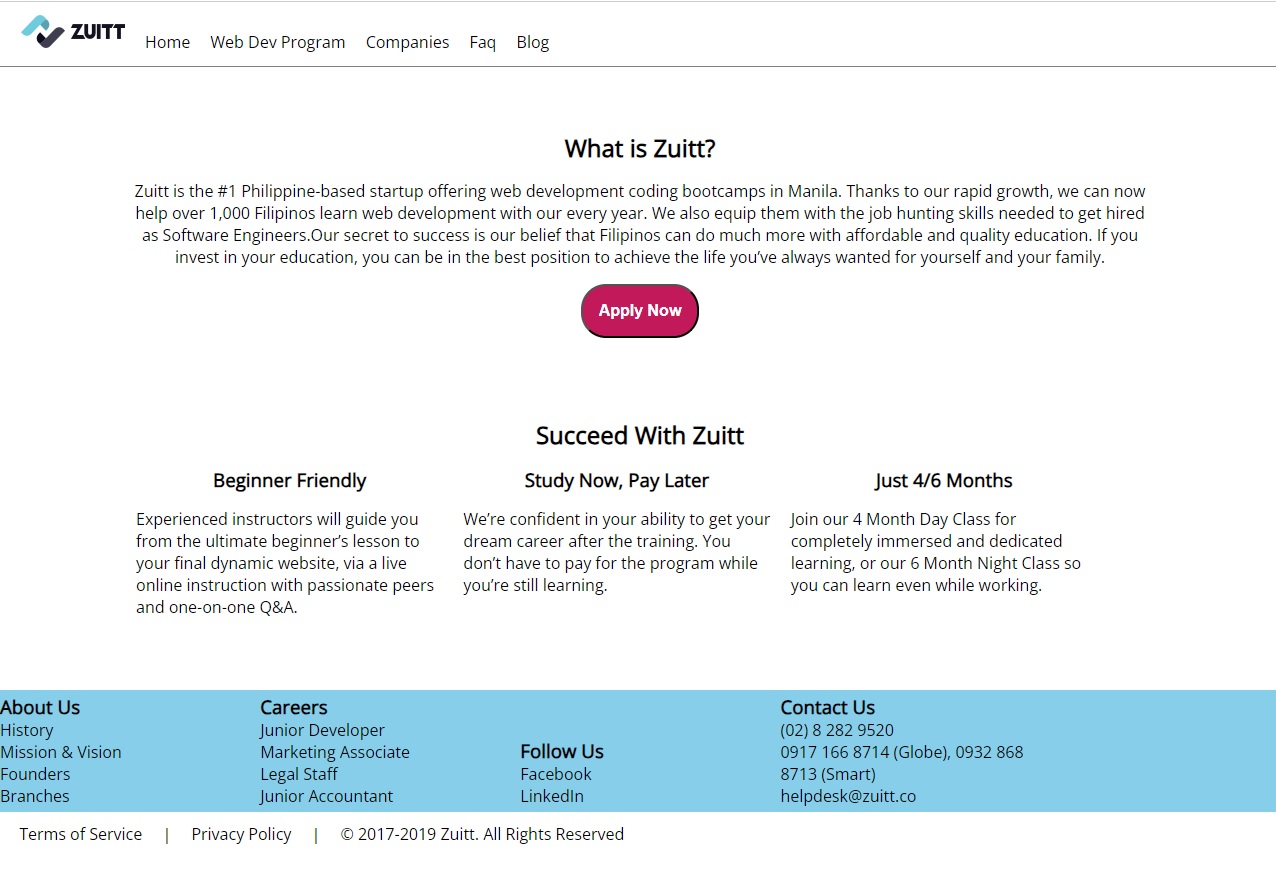 ZUITT
Home Web Dev Program Companies Faq Blog
What is Zuitt?
Zuitt is the #1 Philippine-based startup offering web development coding bootcamps in Manila. Thanks to our rapid growth, we can now
help over 1,000 Filipinos learn web development with our every year. We also equip them with the job hunting skills needed to get hired
as Software Engineers.Our secret to success is our belief that Filipinos can do much more with affordable and quality education. If you
invest in your education, you can be in the best position to achieve the life you’ve always wanted for yourself and your family.
Apply Now
Succeed With Zuitt
Beginner Friendly
Experienced instructors will guide you
from the ultimate beginner’s lesson to
your final dynamic website, via a live
online instruction with passionate peers
and one-on-one Q&A.
Study Now, Pay Later
We’re confident in your ability to get your
dream career after the training. You
don’t have to pay for the program while
you’re still learning.
Just 4/6 Months
Join our 4 Month Day Class for
completely immersed and dedicated
learning, or our 6 Month Night Class so
you can learn even while working.
About Us
History
Mission & Vision
Founders
Branches
Careers
Junior Developer
Marketing Associate
Legal Staff
Junior Accountant
Follow Us
Facebook
LinkedIn
Contact Us
(02) 8 282 9520
0917 166 8714 (Globe), 0932 868
8713 (Smart)
helpdesk@zuitt.co
Terms of Service | Privacy Policy | © 2017-2019 Zuitt. All Rights Reserved